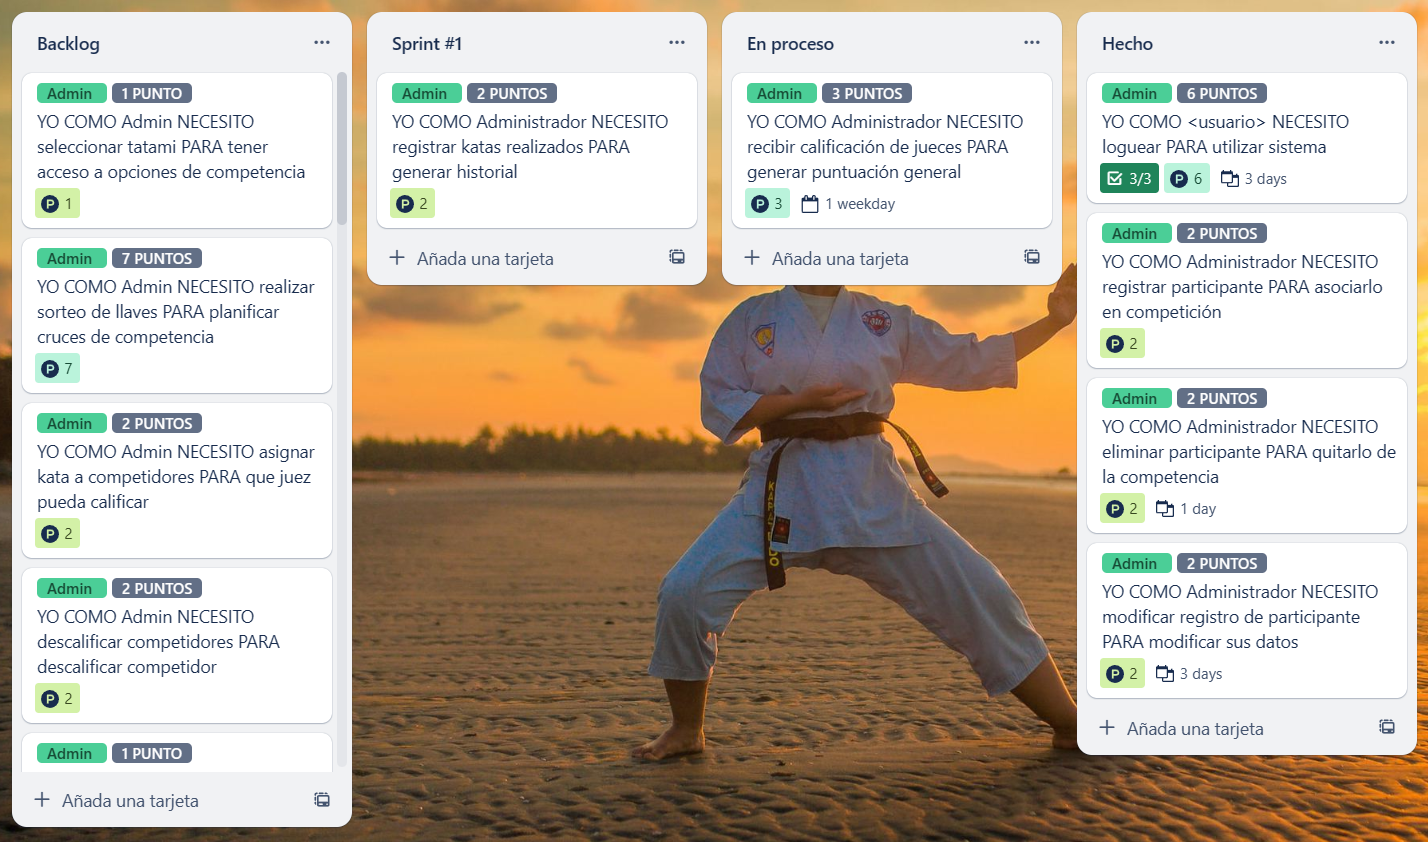 Backlog
Admin 1 PUNTO
YO COMO Admin NECESITO
seleccionar tatami PARA tener
acceso a opciones de competencia
P 1
Admin 7 PUNTOS
YO COMO Admin NECESITO realizar
sorteo de llaves PARA planificar
cruces de competencia
P 7
Admin 2 PUNTOS
YO COMO Admin NECESITO asignar
kata a competidores PARA que juez
pueda calificar
P 2
Admin 2 PUNTOS
YO COMO Admin NECESITO
descalificar competidores PARA
descalificar competidor
P 2
Admin 1 PUNTO
Añada una tarjeta
Sprint #1
Admin 2 PUNTOS
YO COMO Administrador NECESITO
registrar katas realizados PARA
generar historial
P 2
Añada una tarjeta
En proceso
Admin 3 PUNTOS
YO COMO Administrador NECESITO
recibir calificación de jueces PARA
generar puntuación general
P 3 1 weekday
Añada una tarjeta
Hecho
Admin 6 PUNTOS
YO COMO <usuario> NECESITO
loguear PARA utilizar sistema
3/3 P 6 3 days
Admin 2 PUNTOS
YO COMO Administrador NECESITO
registrar participante PARA asociarlo
en competición
P 2
Admin 2 PUNTOS
YO COMO Administrador NECESITO
eliminar participante PARA quitarlo de
la competencia
P 2 1 day
Admin 2 PUNTOS
YO COMO Administrador NECESITO
modificar registro de participante
PARA modificar sus datos
P 2 3 days
Añada una tarjeta